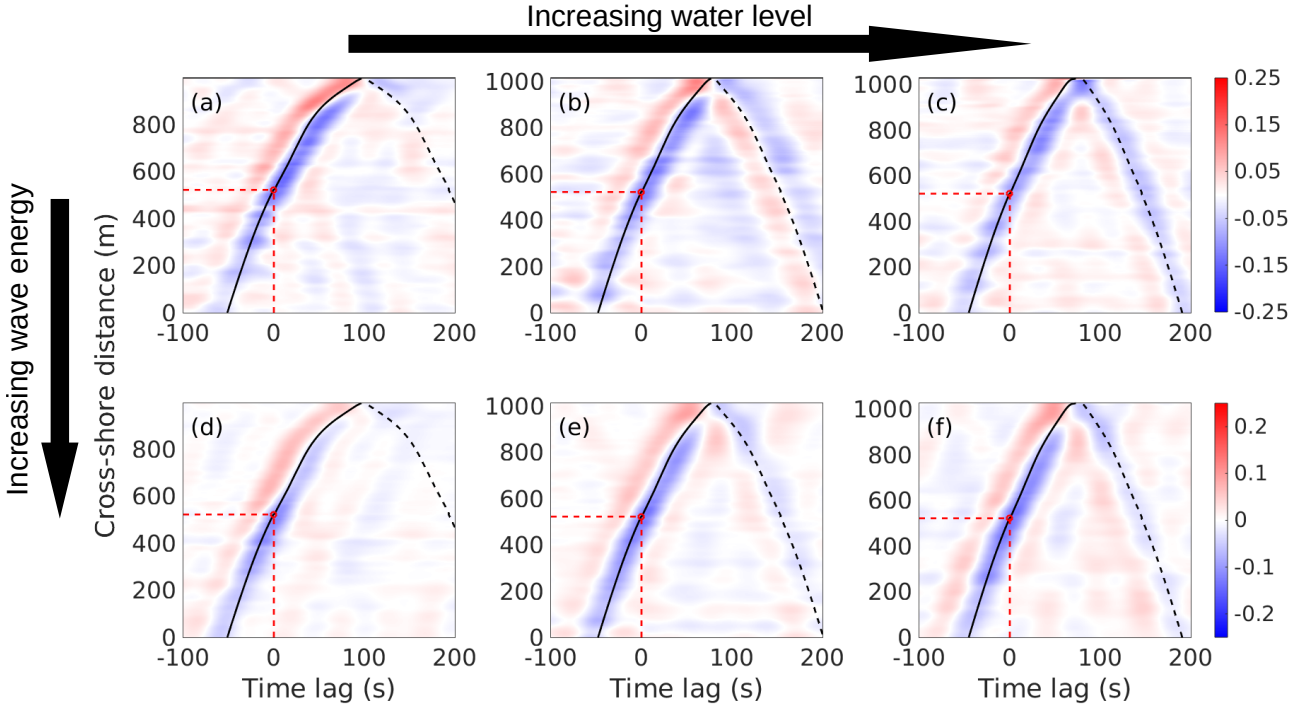 Increasing water level
Increasing wave energy
Cross-shore distance (m)
(a)
800
600
400
200
0
-100 0 100 200
(b)
1000
800
600
400
200
0
-100 0 100 200
(c)
1000
800
600
400
200
0
-100 0 100 200
0.25
0.15
0.05
-0.05
-0.15
-0.25
(d)
800
600
400
200
0
-100 0 100 200
Time lag (s)
(e)
1000
800
600
400
200
0
-100 0 100 200
Time lag (s)
(f)
1000
800
600
400
200
0
-100 0 100 200
Time lag (s)
0.2
0.1
0
-0.1
-0.2